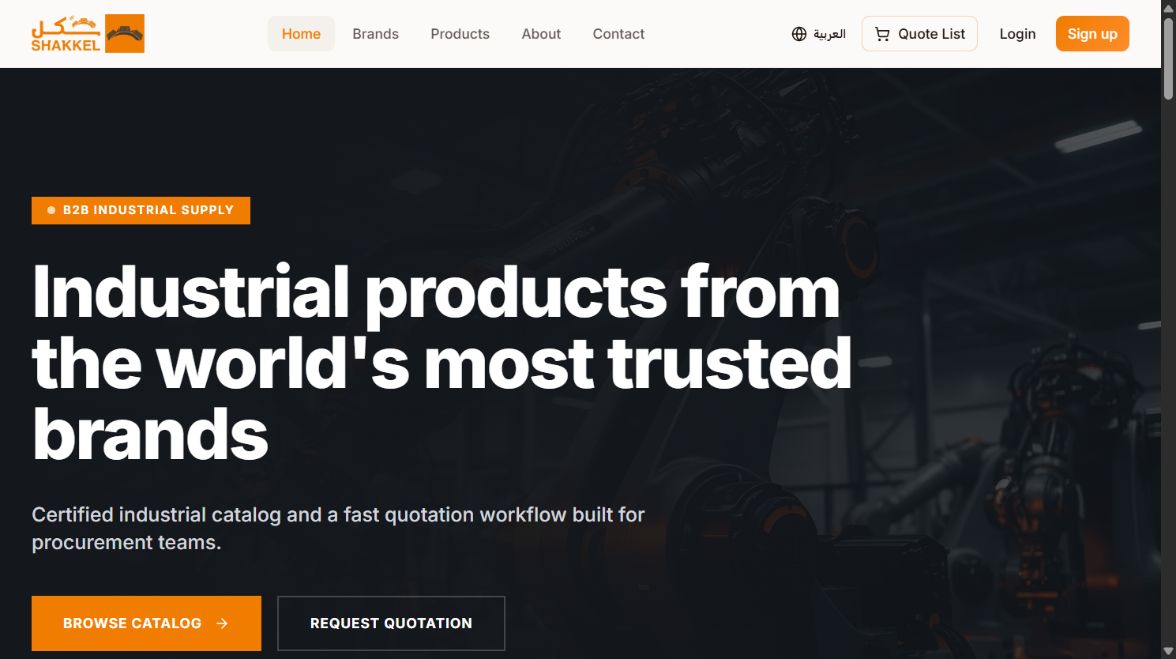 شكل
SHAKKEL
Home
Brands
Products
About
Contact
العربية
Quote List
Login
Sign up
B2B INDUSTRIAL SUPPLY
Industrial products from
the world's most trusted
brands
Certified industrial catalog and a fast quotation workflow built for
procurement teams.
BROWSE CATALOG →
REQUEST QUOTATION